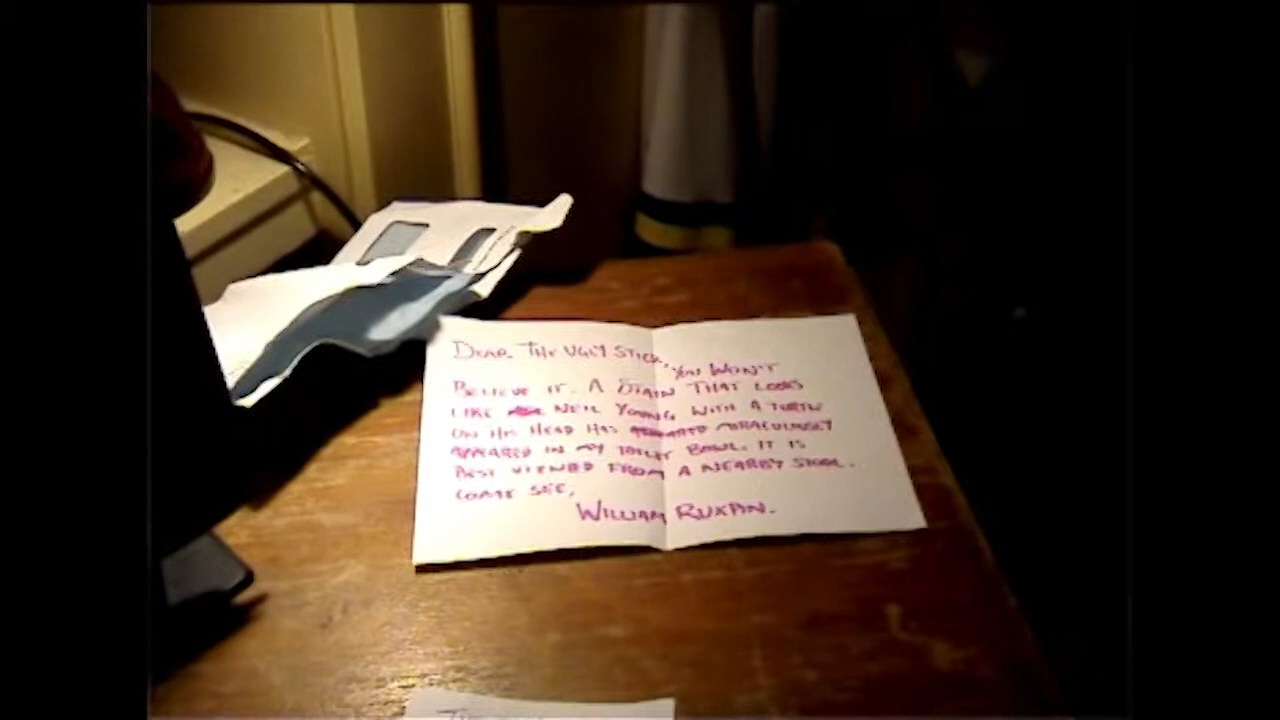 DEAR THE UGLY STICK, YOU WON'T
BELIEVE IT. A STAIN THAT LOOKS
LIKE NEIL YOUNG WITH A TURTLE
ON HIS HEAD HAS MIRACULOUSLY
APPEARED IN MY TOILET BOWL. IT IS
BEST VIEWED FROM A NEARBY STOOL.
COME SEE,
WILLIAM RUXPIN.